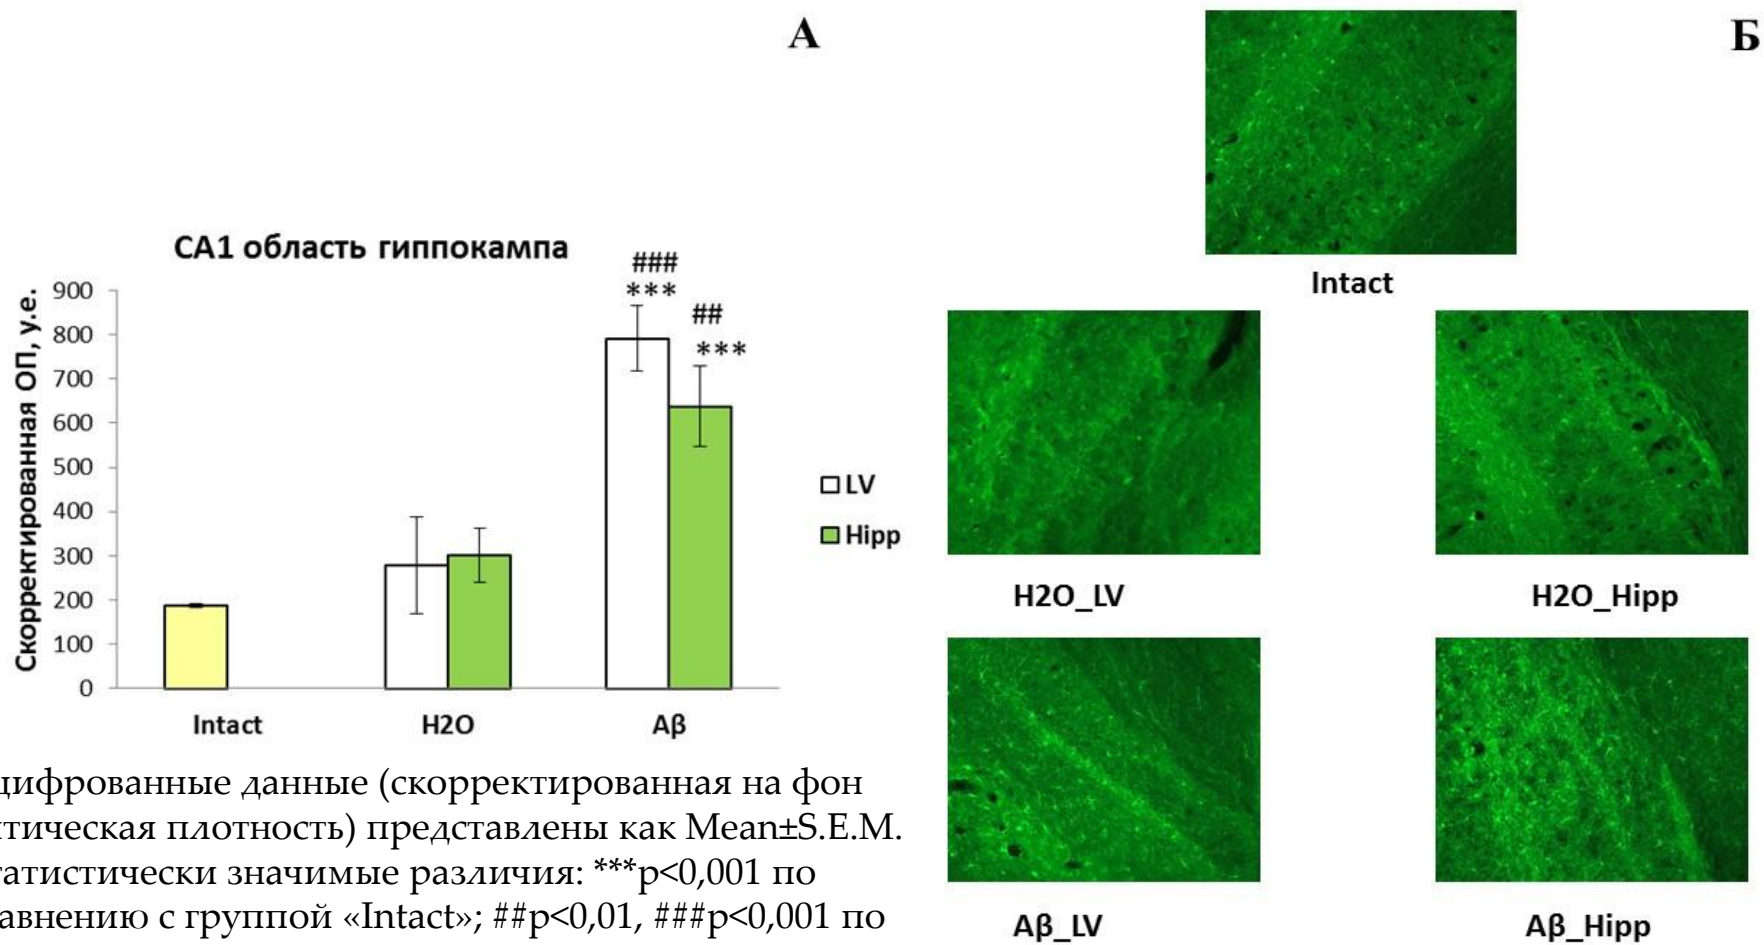 А
Б
СА1 область гиппокампа
Скорректированная ОП, у.е.
900
800
700
600
500
400
300
200
100
0
###
***
##
***
LV
Hipp
Intact
H2O
Aβ
цифрованные данные (скорректированная на фон
тическая плотность) представлены как Mean±S.E.M.
татистически значимые различия: ***p<0,001 по
авнению с группой «Intact»; ##p<0,01, ###p<0,001 по
Intact
H2O_LV
H2O_Hipp
Aβ_LV
Aβ_Hipp